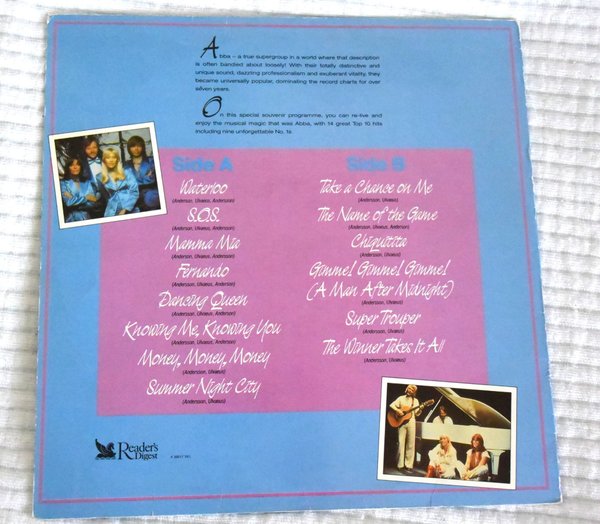 Abba – a true supergroup in a world where that description
is often bandied about loosely! With their totally distinctive and
unique sound, dazzling professionalism and exuberant vitality, they
became universally popular, dominating the record charts for over
seven years.
On this special souvenir programme, you can re-live and
enjoy the musical magic that was Abba, with 14 great Top 10 hits
including nine unforgettable No. 1s.
Side A
Waterloo
(Andersson, Ulvaeus, Anderson)
S.O.S.
(Andersson, Ulvaeus, Anderson)
Mamma Mia
(Andersson, Ulvaeus, Anderson)
Fernando
(Andersson, Ulvaeus, Anderson)
Dancing Queen
(Andersson, Ulvaeus, Anderson)
Knowing Me, Knowing You
(Andersson, Ulvaeus, Anderson)
Money, Money, Money
(Andersson, Ulvaeus)
Summer Night City
(Andersson, Ulvaeus)
Side B
Take a Chance on Me
(Andersson, Ulvaeus)
The Name of the Game
(Andersson, Ulvaeus, Anderson)
Chiquitita
(Andersson, Ulvaeus)
Gimme! Gimme! Gimme!
(A Man After Midnight)
(Andersson, Ulvaeus)
Super Trouper
(Andersson, Ulvaeus)
The Winner Takes It All
(Andersson, Ulvaeus)
Reader's
Digest